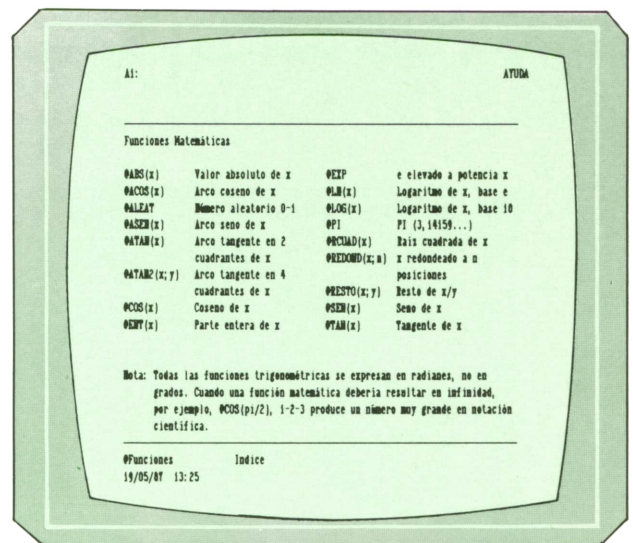 A1: AYUDA
Funciones Matemáticas
@ABS(x) Valor absoluto de x @EXP e elevado a potencia x
@ACOS(x) Arco coseno de x @LN(x) Logaritmo de x, base e
@ALEAT Número aleatorio 0-1 @LOG(x) Logaritmo de x, base 10
@ASEN(x) Arco seno de x @PI PI (3,14159...)
@ATAN(x) Arco tangente en 2 @RCUAD(x) Rais cuadrada de x
cuadrantes de x @REDOND(x;n) x redondeado a n
@ATAN2(x;y) Arco tangente en 4 posiciones
cuadrantes de x @RESTO(x;y) Resto de x/y
@COS(x) Coseno de x @SEN(x) Seno de x
@ENT(x) Parte entera de x @TAN(x) Tangente de x
Nota: Todas las funciones trigonométricas se expresan en radianes, no en
grados. Cuando una función matemática debería resultar en infinidad,
por ejemplo, @COS(pi/2), 1-2-3 produce un número muy grande en notación
científica.
@Funciones Indice
19/05/87 13:25